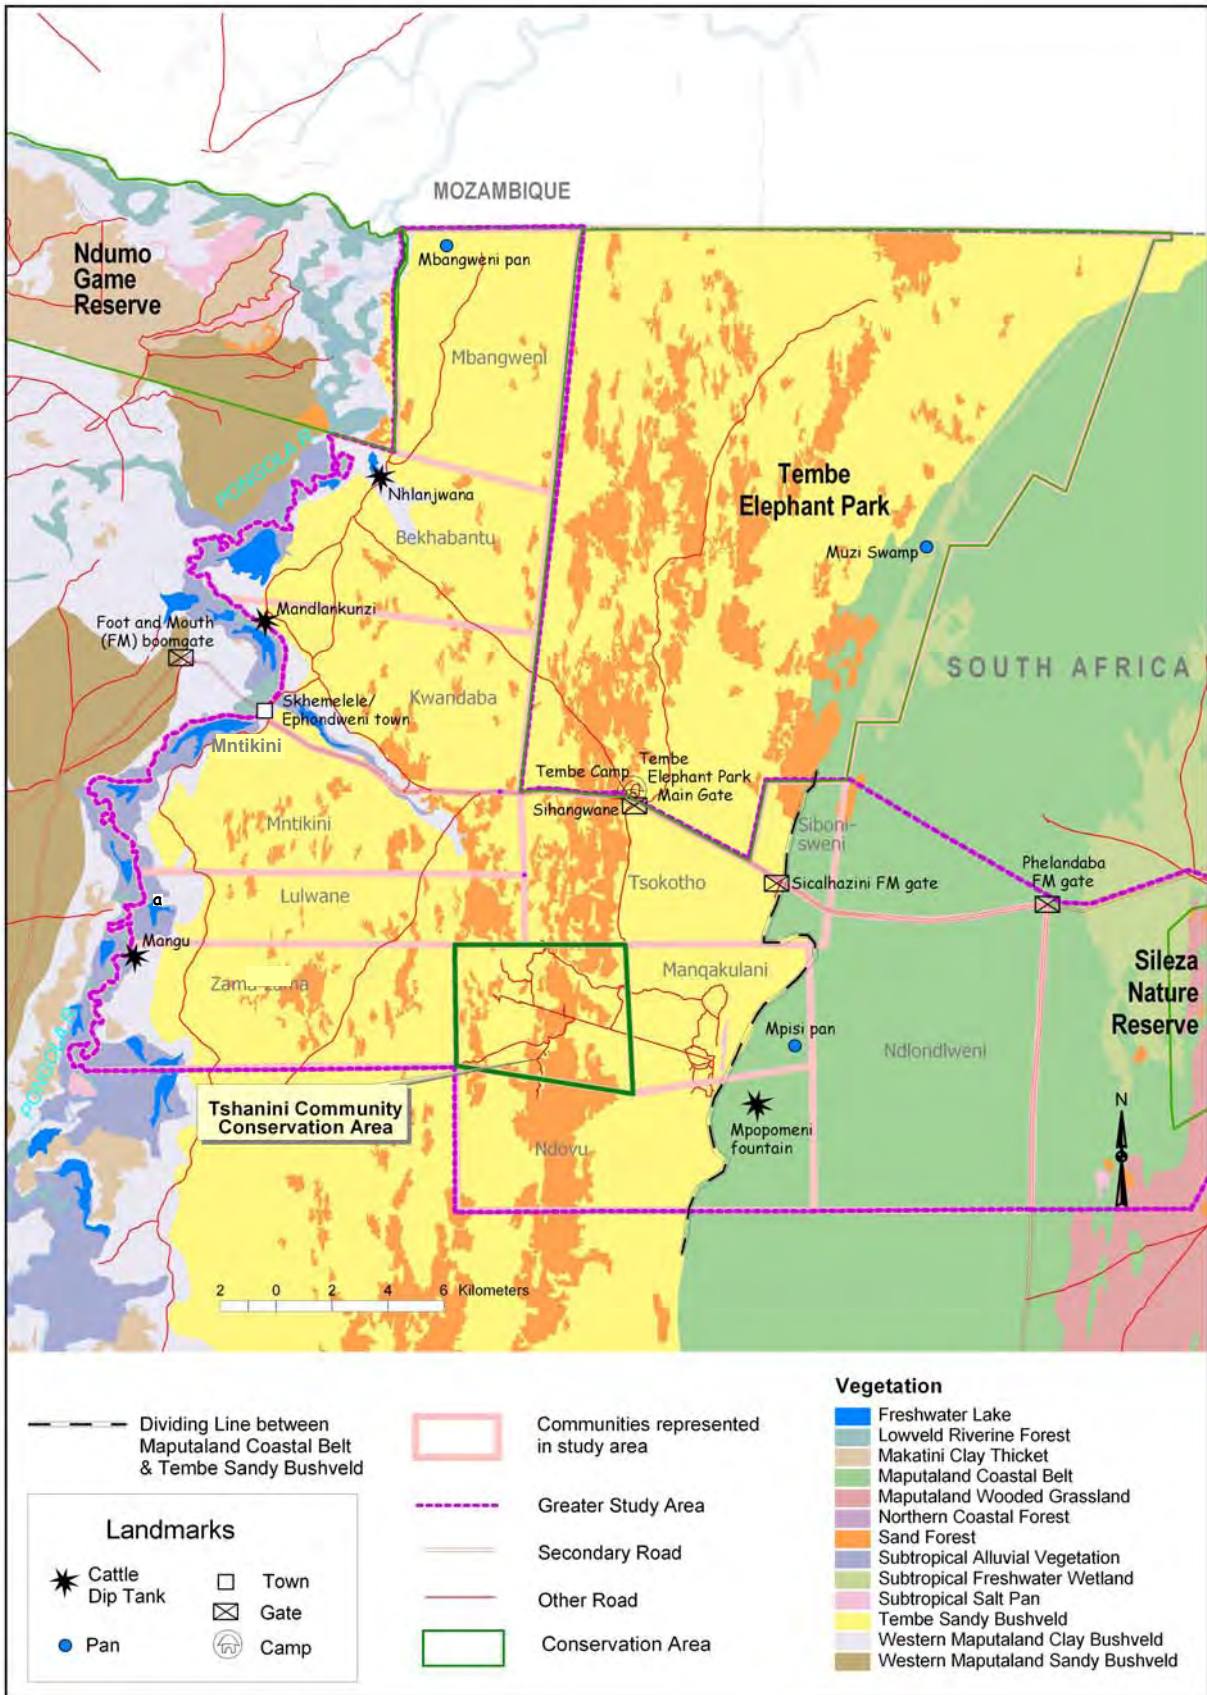 MOZAMBIQUE
Ndumo
Game
Reserve
Mbangweni pan
Mbangweni
PONGOLA R
Nhlanjwana
Bekhabantu
Tembe
Elephant Park
Muzi Swamp
Mandlankunzi
Foot and Mouth
(FM) boomgate
SOUTH AFRICA
Kwandaba
Skhemelele/
Ephondweni town
Mntikini
Tembe Camp
Tembe
Elephant Park
Main Gate
Sihangwane
Mntikini
Siboni-
sweni
Phelandaba
FM gate
Tsokotho
Sicalhazini FM gate
Lulwane
a
Mangu
Manqakulani
Zama-zama
Sileza
Nature
Reserve
Mpisi pan
Ndlondlweni
PONGOLA R
Tshanini Community
Conservation Area
N
Mpopomeni
fountain
Ndovu
2 0 2 4 6 Kilometers
Dividing Line between
Maputaland Coastal Belt
& Tembe Sandy Bushveld
Landmarks
Cattle
Dip Tank
Town
Gate
Pan
Camp
Communities represented
in study area
Greater Study Area
Secondary Road
Other Road
Conservation Area
Vegetation
Freshwater Lake
Lowveld Riverine Forest
Makatini Clay Thicket
Maputaland Coastal Belt
Maputaland Wooded Grassland
Northern Coastal Forest
Sand Forest
Subtropical Alluvial Vegetation
Subtropical Freshwater Wetland
Subtropical Salt Pan
Tembe Sandy Bushveld
Western Maputaland Clay Bushveld
Western Maputaland Sandy Bushveld